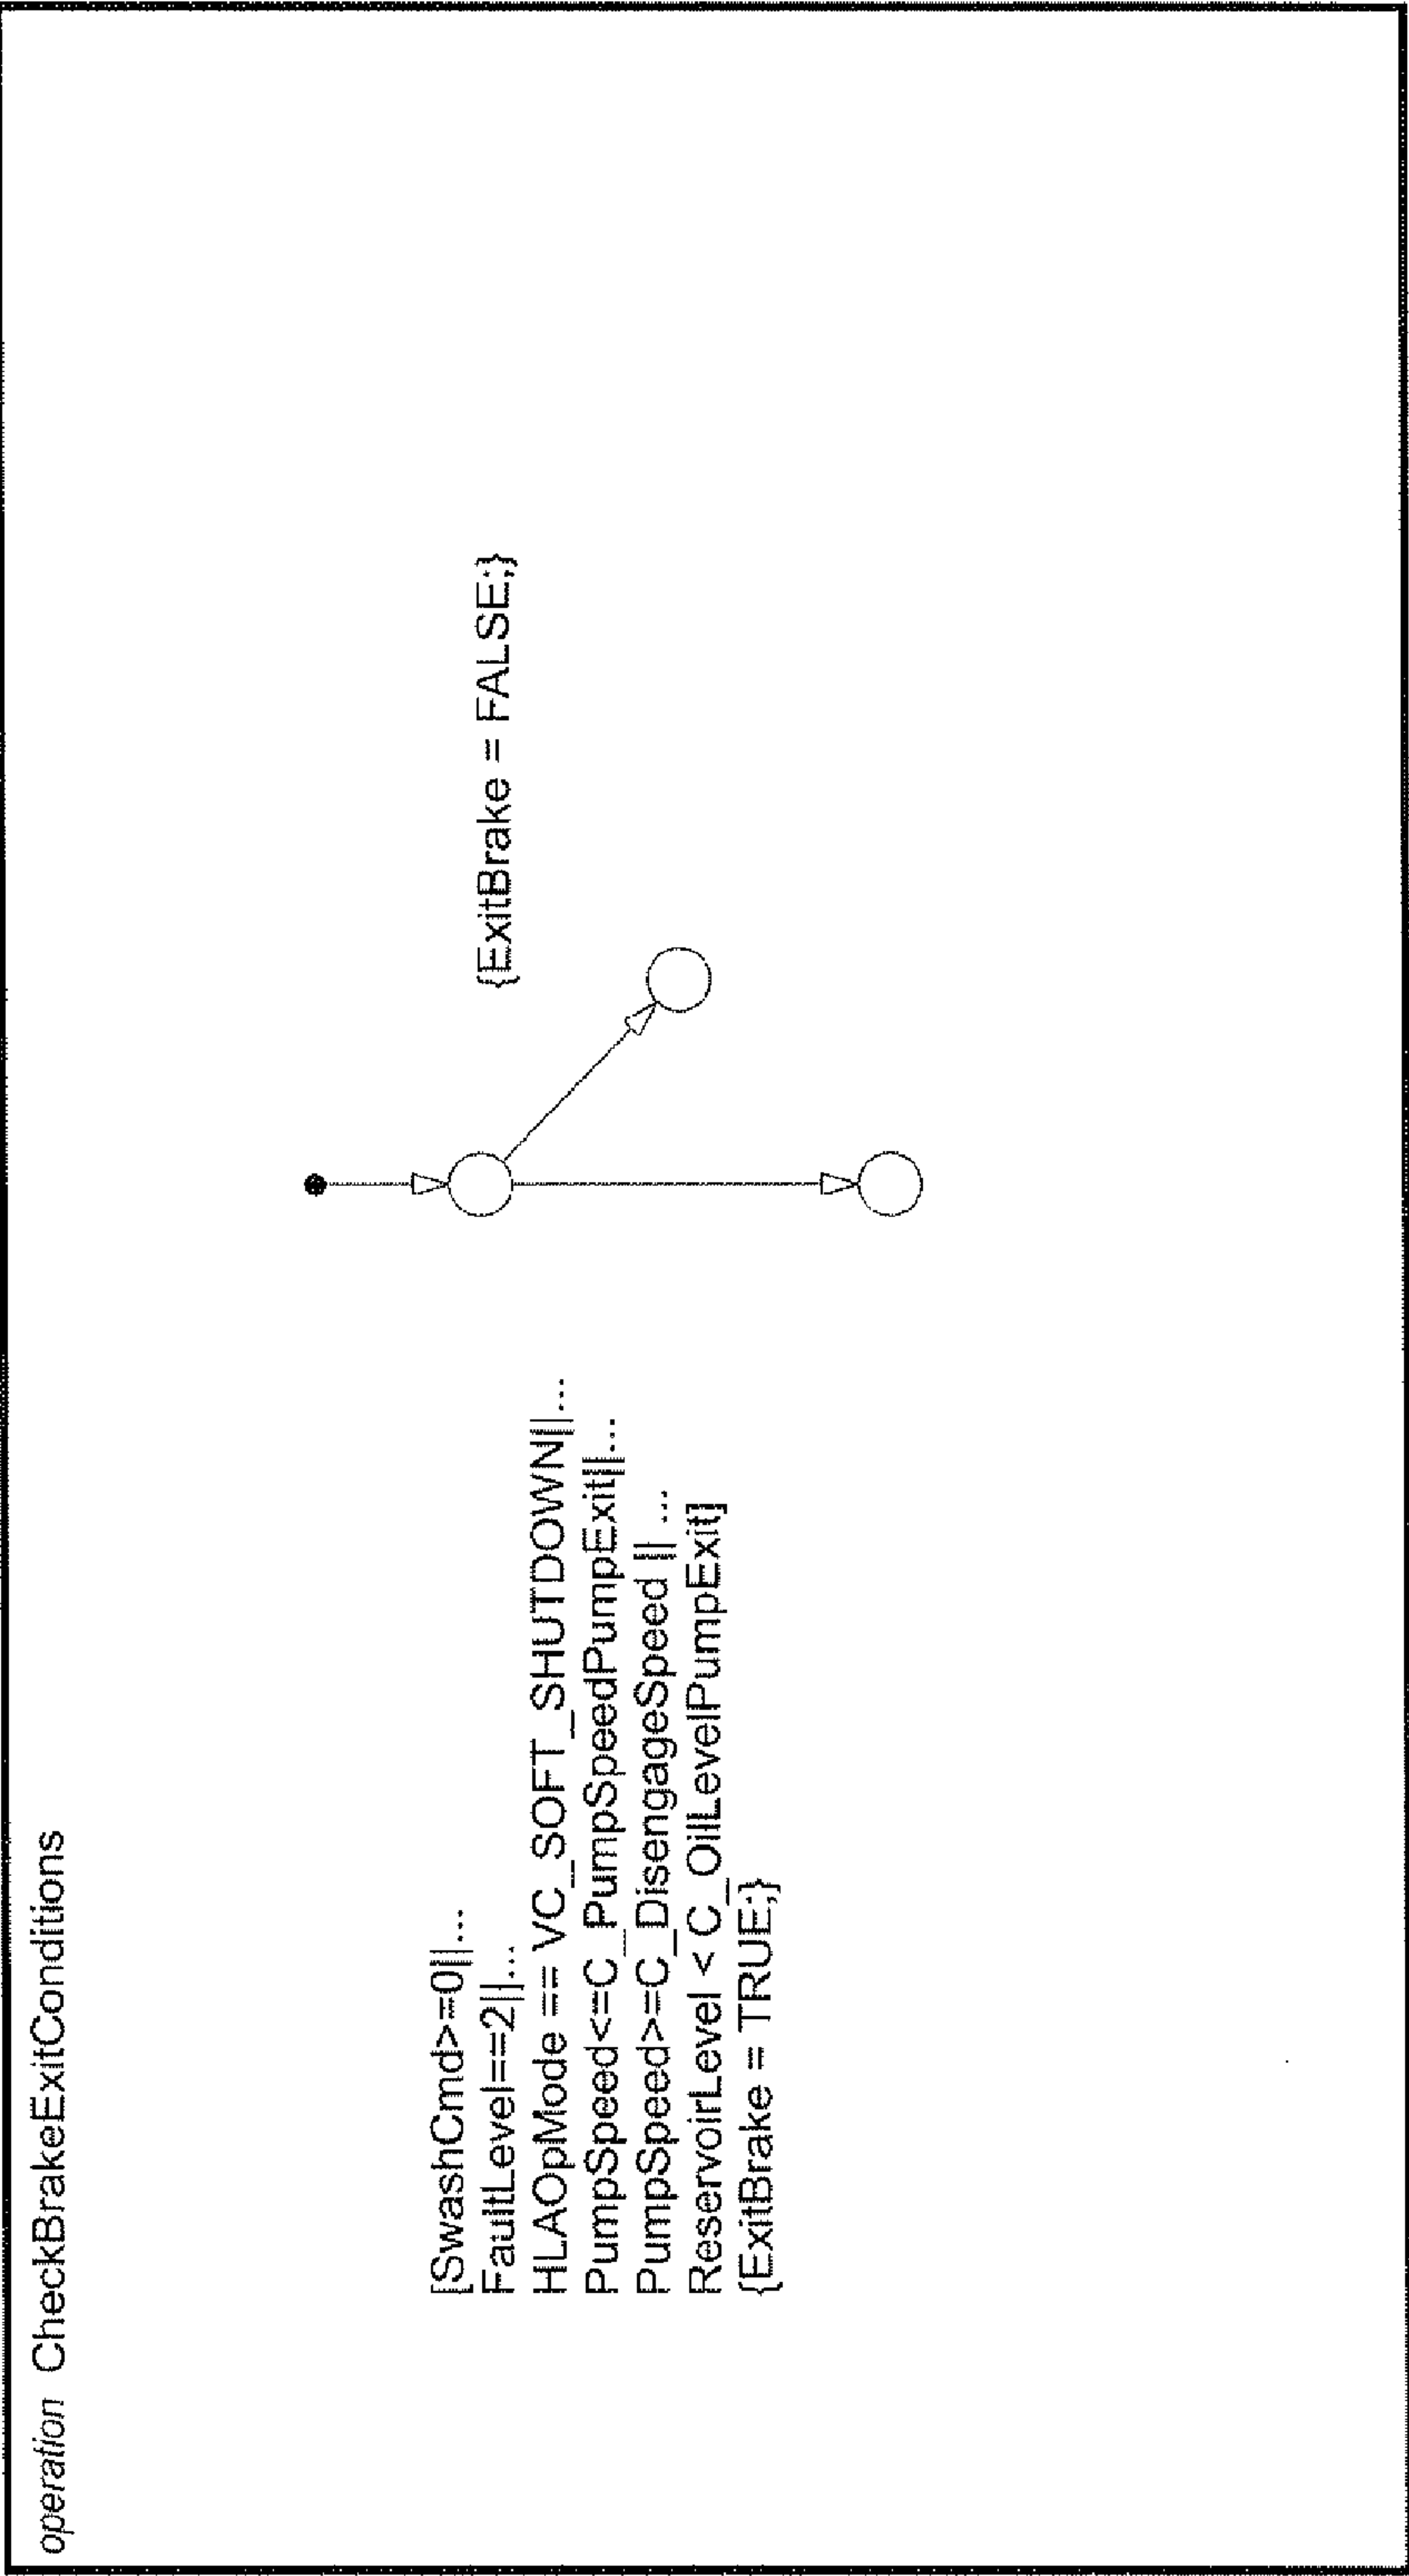 operation CheckBrakeExitConditions
[SwashCmd>=0||...
FaultLevel==2||...
HLAOpMode == VC_SOFT_SHUTDOWN||...
PumpSpeed<=C_PumpSpeedPumpExit||...
PumpSpeed>=C_DisengageSpeed || ...
ReservoirLevel < C_OilLevelPumpExit]
{ExitBrake = TRUE;}
{ExitBrake = FALSE;}